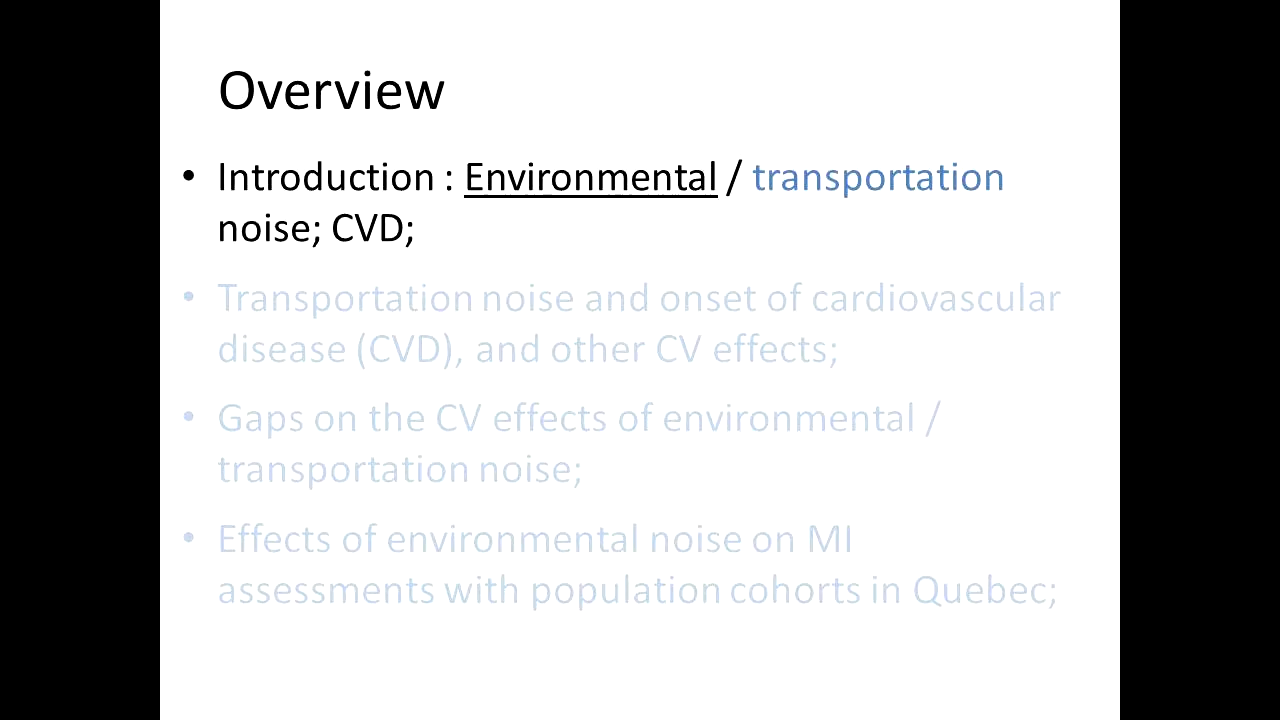 Overview
• Introduction : Environmental / transportation
noise; CVD;
• Transportation noise and onset of cardiovascular
disease (CVD), and other CV effects;
• Gaps on the CV effects of environmental /
transportation noise;
• Effects of environmental noise on MI
assessments with population cohorts in Quebec;